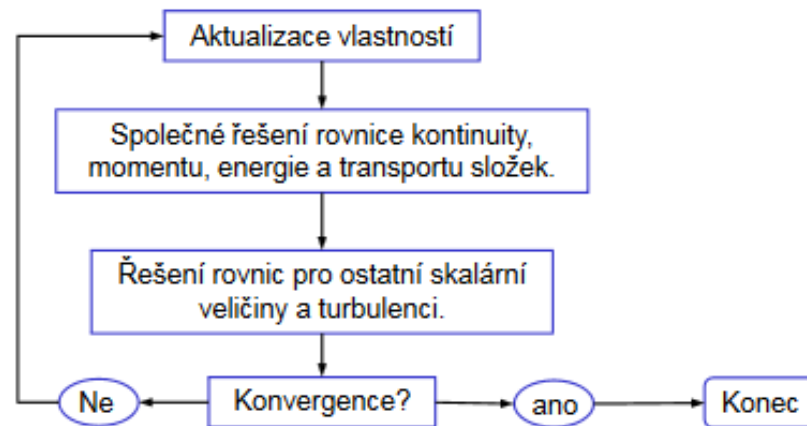 Aktualizace vlastností
Společné řešení rovnice kontinuity,
momentu, energie a transportu složek.
Řešení rovnic pro ostatní skalární
veličiny a turbulenci.
Ne
Konvergence?
ano
Konec